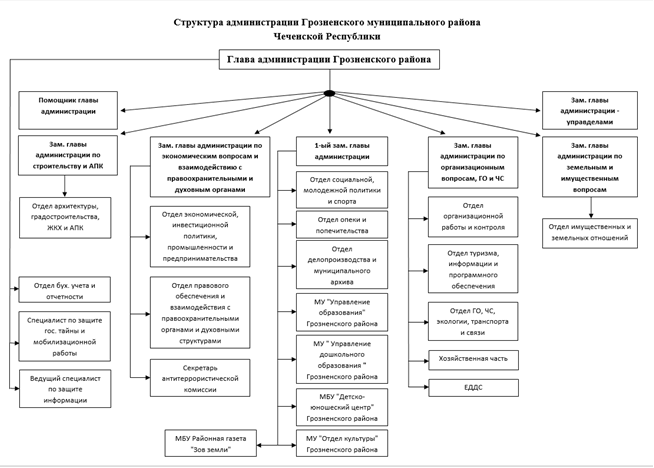 Структура администрации Грозненского муниципального района
Чеченской Республики
Глава администрации Грозненского района
Помощник главы
администрации
Зам. главы
администрации -
управделами
Зам. главы
администрации по
строительству и АПК
Зам. главы администрации по
экономическим вопросам и
взаимодействию с
правоохранительными и
духовным органами
1-ый зам. главы
администрации
Зам. главы
администрации по
организационным
вопросам, ГО и ЧС
Зам. главы
администрации по
земельным и
имущественным
вопросам
Отдел архитектуры,
градостроительства,
ЖКХ и АПК
Отдел бух. учета и
отчетности
Специалист по защите
гос. тайны и
мобилизационной
работы
Ведущий специалист
по защите
информации
Отдел экономической,
инвестиционной
политики,
промышленности и
предпринимательства
Отдел правового
обеспечения и
взаимодействия с
правоохранительными
органами и духовными
структурами
Секретарь
антитеррористической
комиссии
Отдел социальной,
молодежной политики
и спорта
Отдел опеки и
попечительства
Отдел
делопроизводства и
муниципального
архива
МУ "Управление
образования"
Грозненского района
МУ " Управление
дошкольного
образования "
Грозненского района
МБУ "Детско-
юношеский центр"
Грозненского района
МУ "Отдел культуры"
Грозненского района
МБУ Районная газета
"Зов земли"
Отдел
организационной
работы и контроля
Отдел туризма,
информации и
программного
обеспечения
Отдел ГО, ЧС,
экологии, транспорта
и связи
Хозяйственная часть
ЕДДС
Отдел имущественных и
земельных отношений